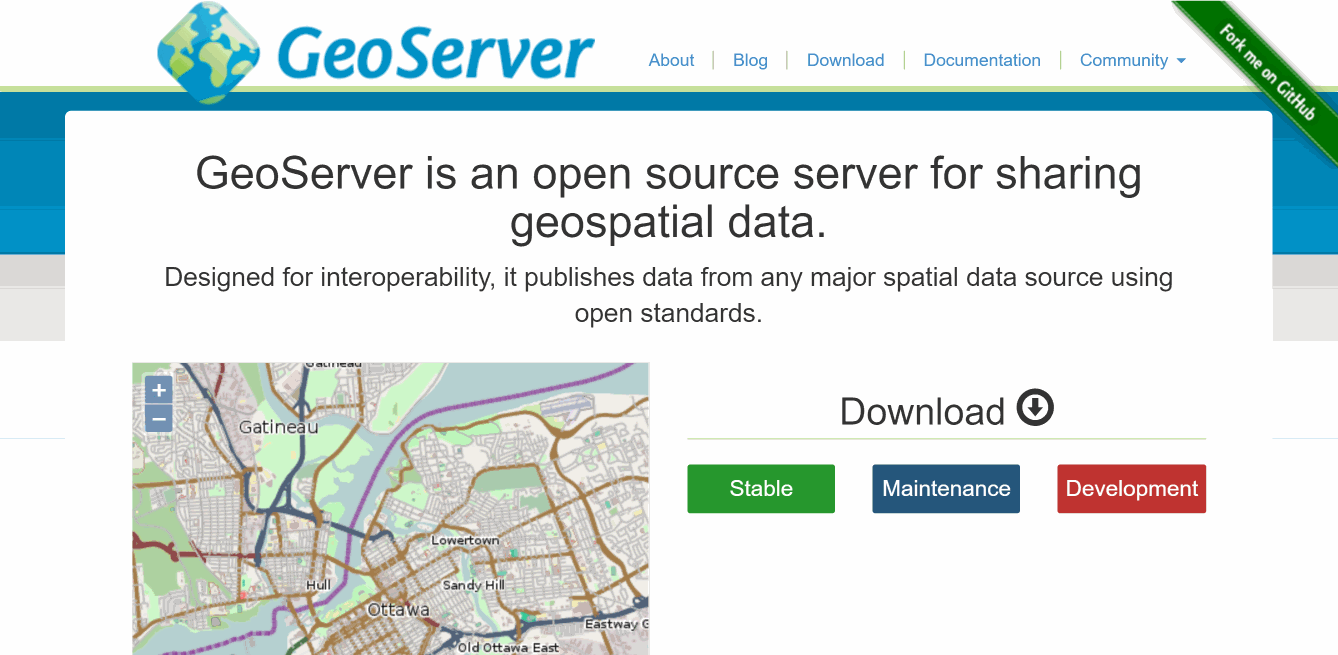 GeoServer
About
Blog
Download
Documentation
Community
Fork me on GitHub
GeoServer is an open source server for sharing
geospatial data.
Designed for interoperability, it publishes data from any major spatial data source using
open standards.
Gatineau
+
−
Gatineau
Lowertown
Hull
Sandy Hill
Ottawa
Eastway G
Old Ottawa East
Download
Stable
Maintenance
Development